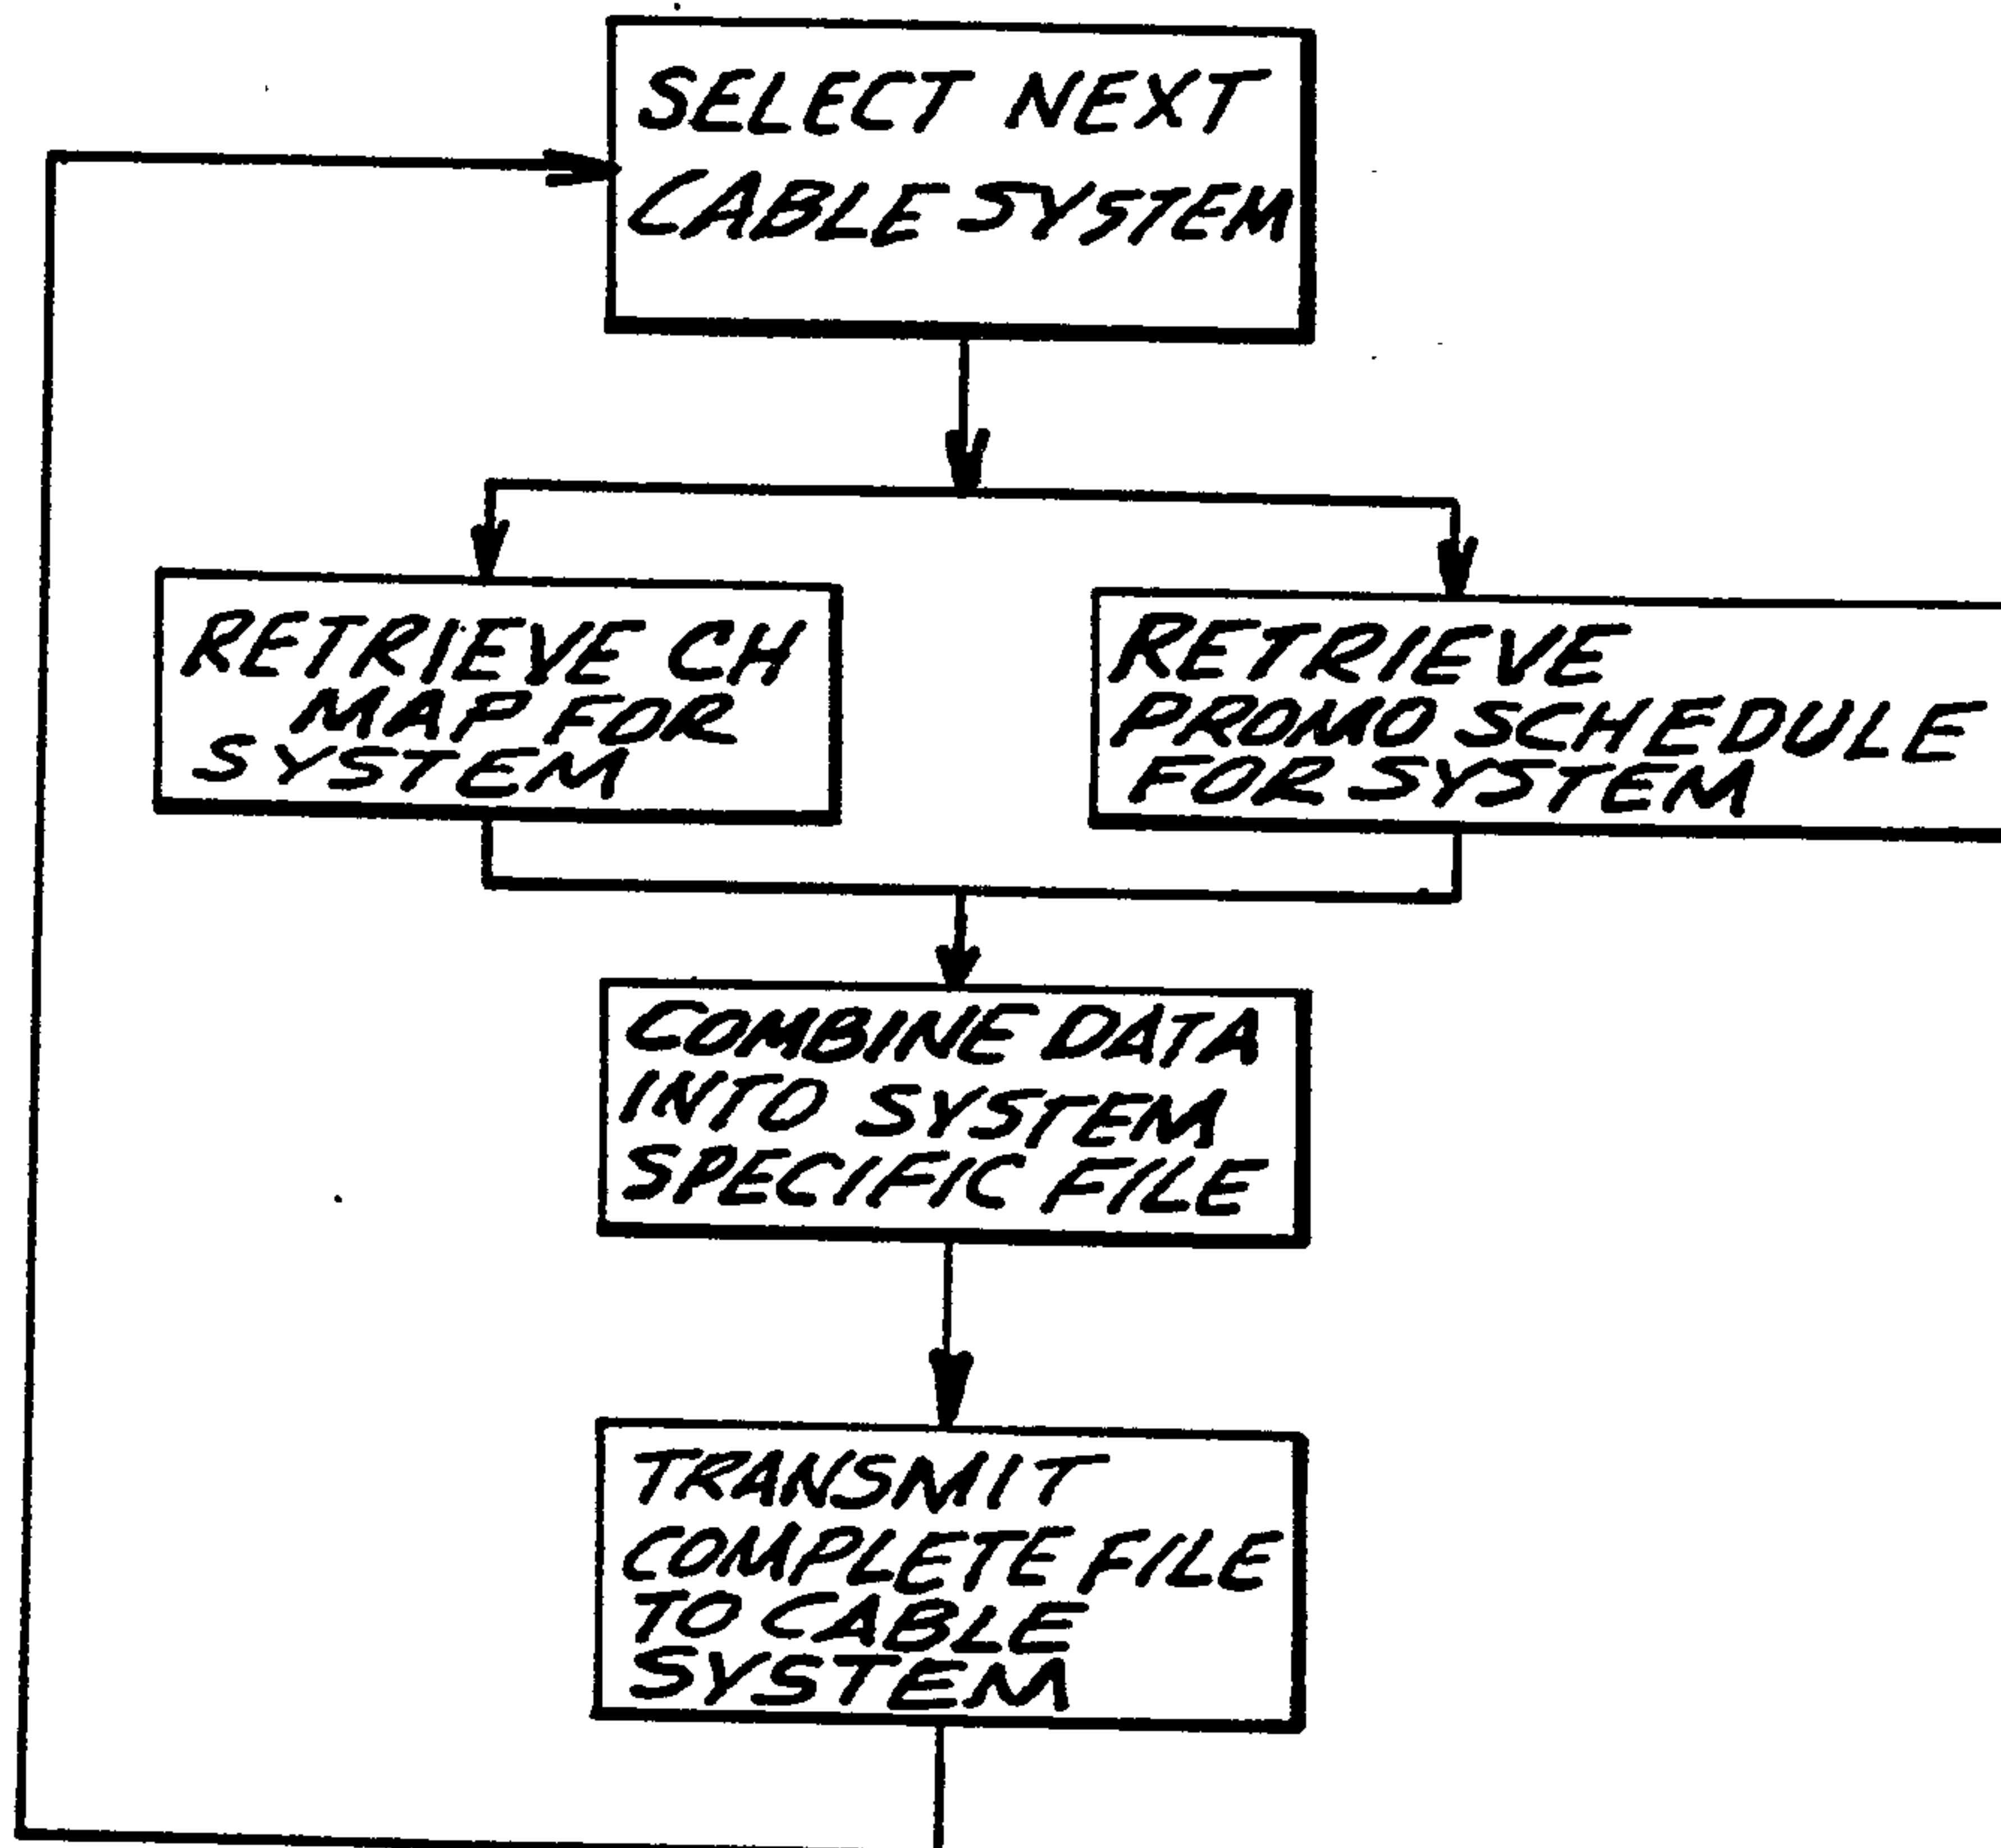 SELECT NEXT
CABLE SYSTEM
RETRIEVE CH
MAP FOR
SYSTEM
RETRIEVE
PROMO SCHEDULE
FOR SYSTEM
COMBINE DATA
INTO SYSTEM
SPECIFIC FILE
TRANSMIT
COMPLETE FILE
TO CABLE
SYSTEM